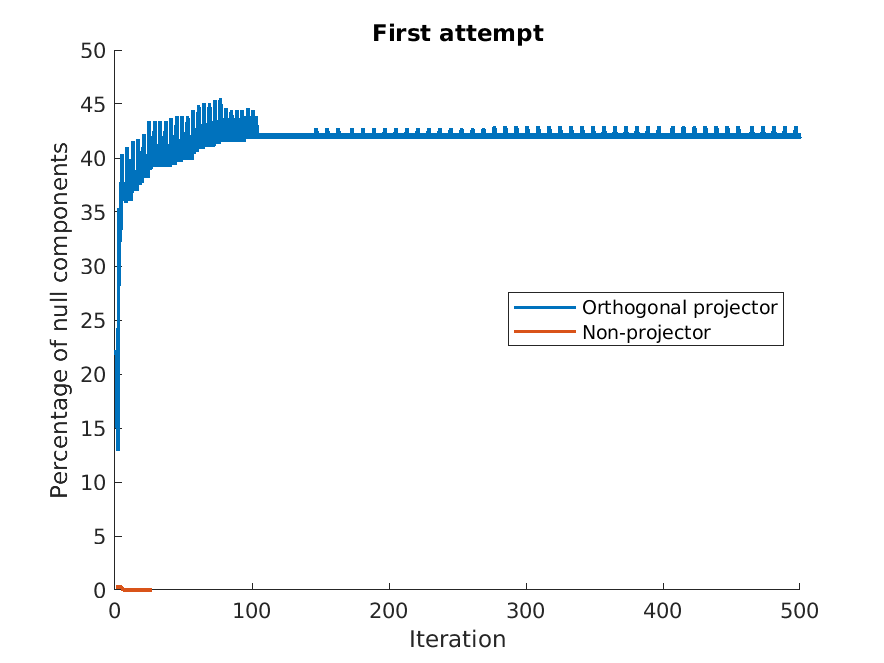 First attempt
Percentage of null components
50
45
40
35
30
25
20
15
10
5
0
Orthogonal projector
Non-projector
0 100 200 300 400 500
Iteration